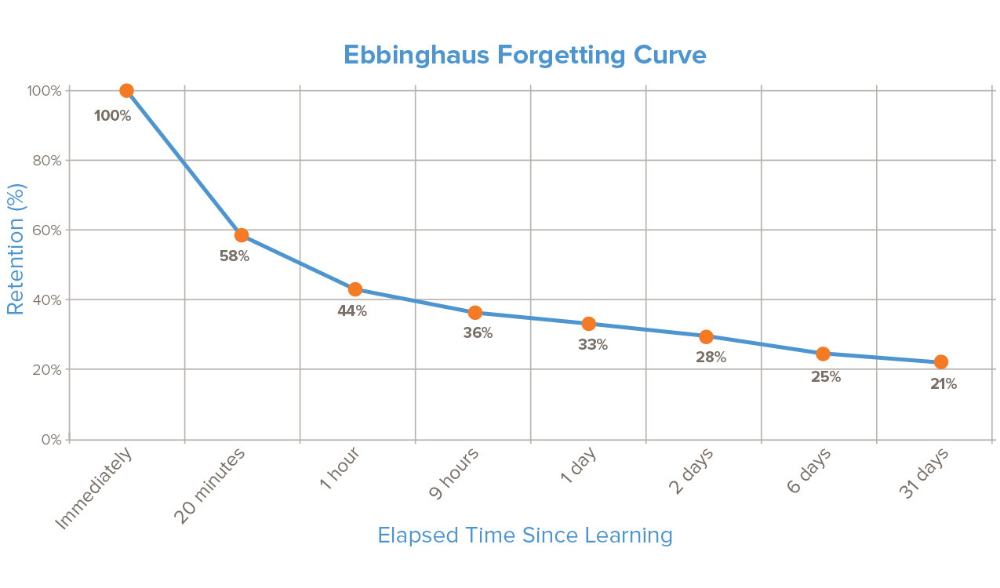 Ebbinghaus Forgetting Curve
Retention (%)
100%
80%
60%
40%
20%
0%
100%
58%
44%
36%
33%
28%
25%
21%
Immediately
20 minutes
1 hour
9 hours
1 day
2 days
6 days
31 days
Elapsed Time Since Learning